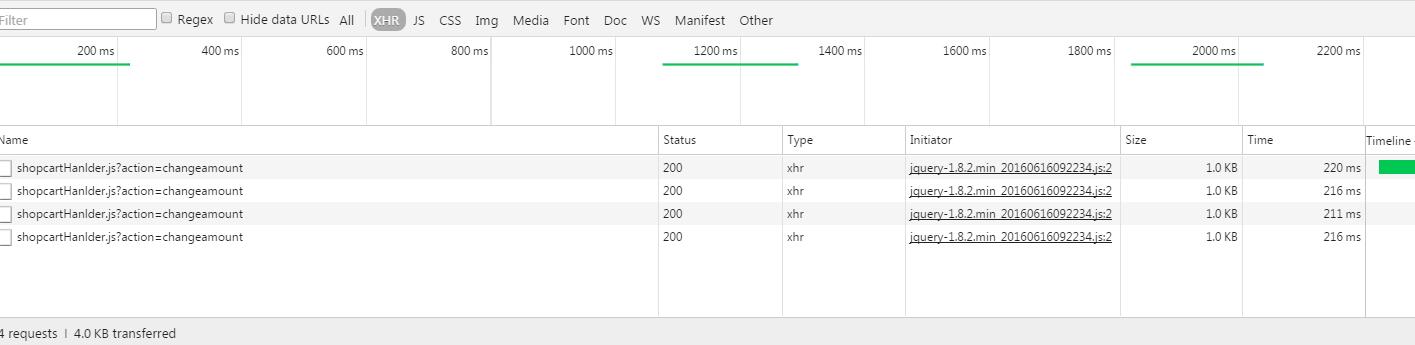 Filter Regex Hide data URLs All XHR JS CSS Img Media Font Doc WS Manifest Other
200 ms 400 ms 600 ms 800 ms 1000 ms 1200 ms 1400 ms 1600 ms 1800 ms 2000 ms 2200 ms
Name Status Type Initiator Size Time Timeline
shopcartHanlder.js?action=changeamount 200 xhr jquery-1.8.2.min_20160616092234.js:2 1.0 KB 220 ms
shopcartHanlder.js?action=changeamount 200 xhr jquery-1.8.2.min_20160616092234.js:2 1.0 KB 216 ms
shopcartHanlder.js?action=changeamount 200 xhr jquery-1.8.2.min_20160616092234.js:2 1.0 KB 211 ms
shopcartHanlder.js?action=changeamount 200 xhr jquery-1.8.2.min_20160616092234.js:2 1.0 KB 216 ms
4 requests | 4.0 KB transferred